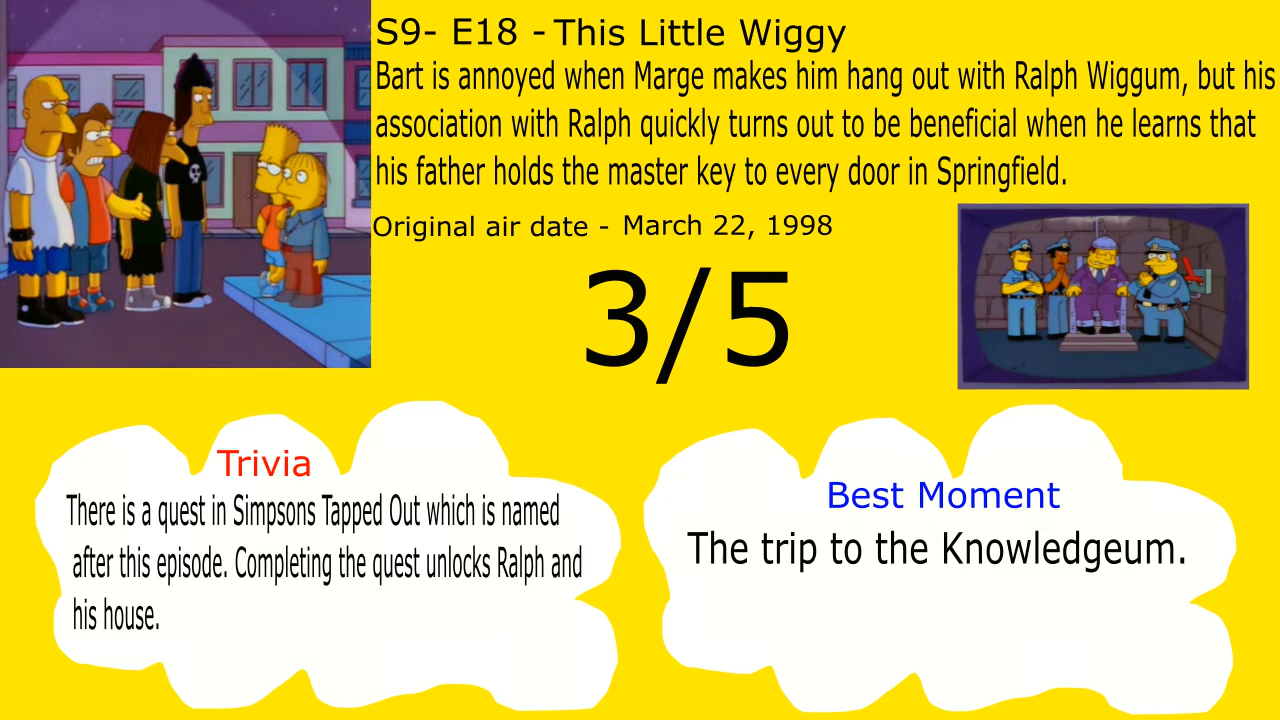 S9- E18 - This Little Wiggy
Bart is annoyed when Marge makes him hang out with Ralph Wiggum, but his
association with Ralph quickly turns out to be beneficial when he learns that
his father holds the master key to every door in Springfield.
Original air date - March 22, 1998
3/5
Trivia
There is a quest in Simpsons Tapped Out which is named
after this episode. Completing the quest unlocks Ralph and
his house.
Best Moment
The trip to the Knowledgeum.